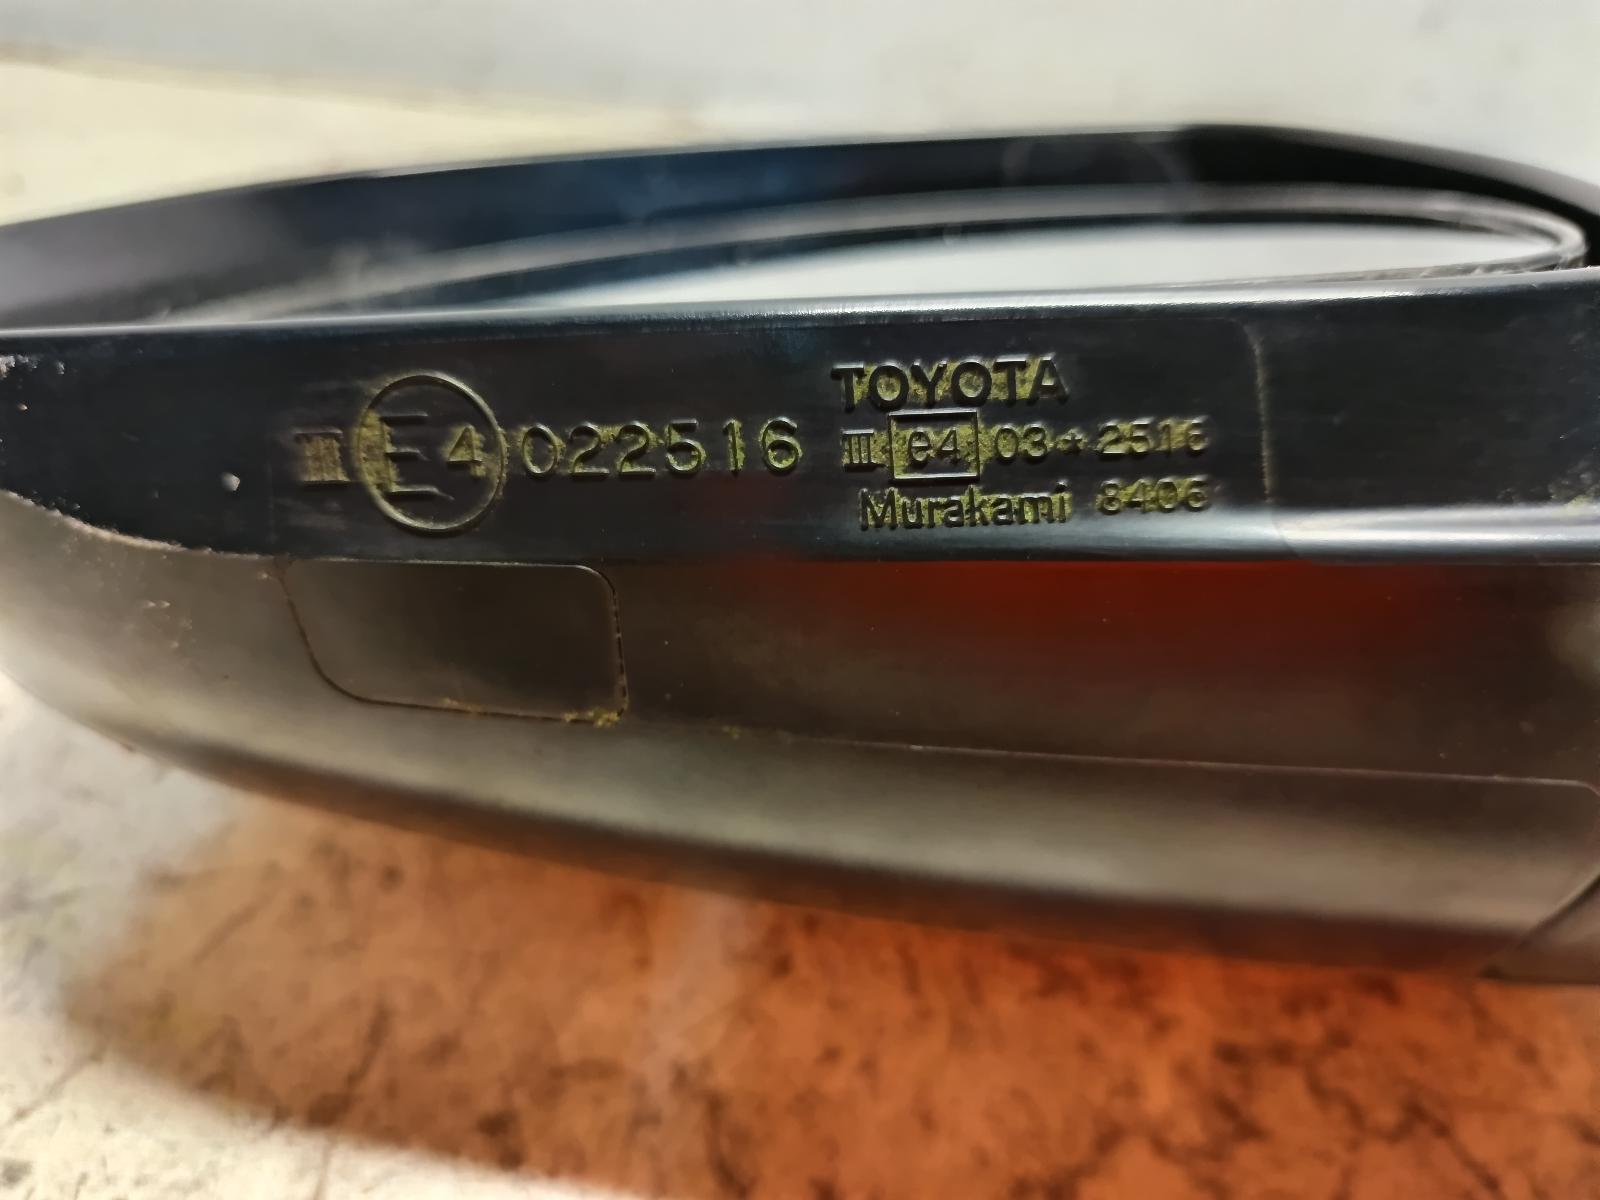 TOYOTA
III E4 022516
III e4 03*2516
Murakami 8406